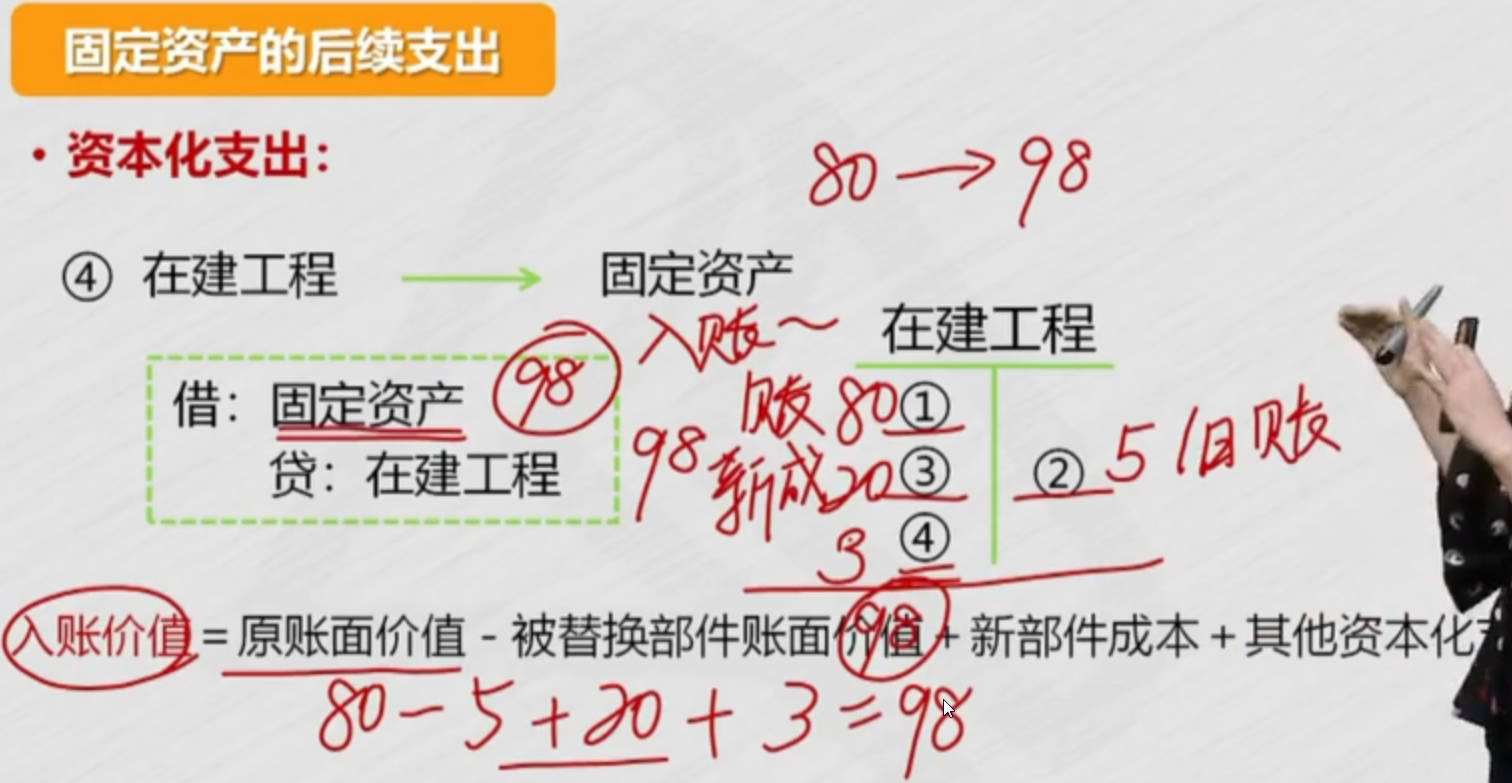 固定资产的后续支出
• 资本化支出：
80 → 98
④ 在建工程 → 固定资产
入账～
在建工程
借：固定资产 98
贷：在建工程
98
账 80 ①
新成 20 ③
3 ④
② 5 旧账
98
入账价值 = 原账面价值 - 被替换部件账面价值 + 新部件成本 + 其他资本化
80 - 5 + 20 + 3 = 98